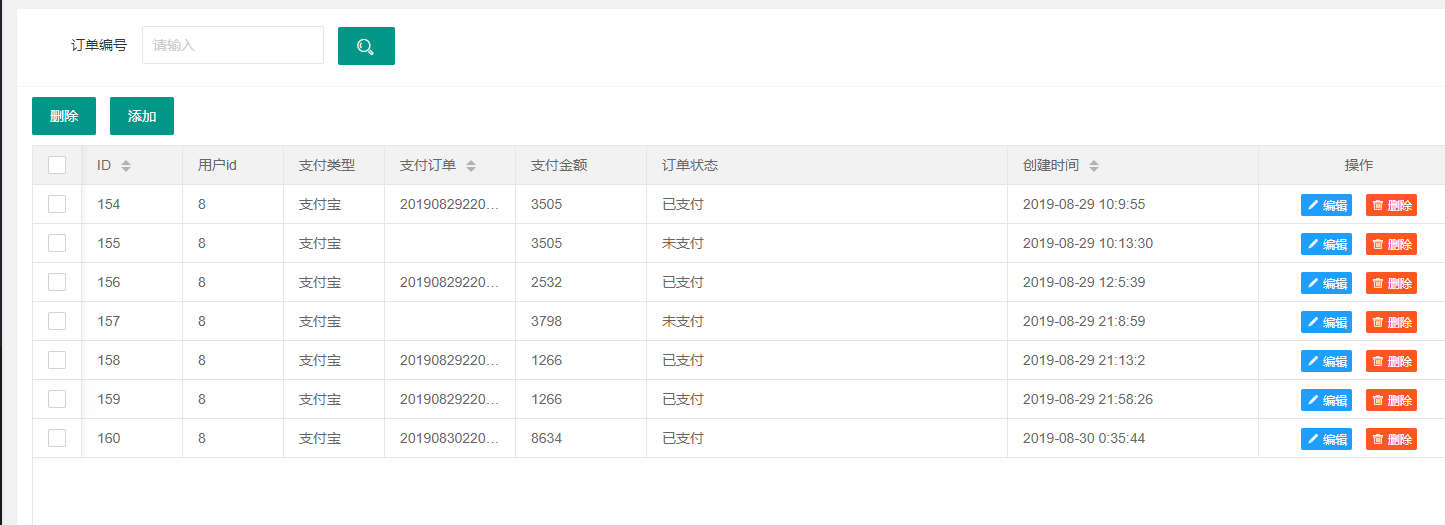 订单编号 请输入
删除 添加
ID 用户id 支付类型 支付订单 支付金额 订单状态 创建时间 操作
154 8 支付宝 20190829220... 3505 已支付 2019-08-29 10:9:55 编辑 删除
155 8 支付宝 3505 未支付 2019-08-29 10:13:30 编辑 删除
156 8 支付宝 20190829220... 2532 已支付 2019-08-29 12:5:39 编辑 删除
157 8 支付宝 3798 未支付 2019-08-29 21:8:59 编辑 删除
158 8 支付宝 20190829220... 1266 已支付 2019-08-29 21:13:2 编辑 删除
159 8 支付宝 20190829220... 1266 已支付 2019-08-29 21:58:26 编辑 删除
160 8 支付宝 20190830220... 8634 已支付 2019-08-30 0:35:44 编辑 删除